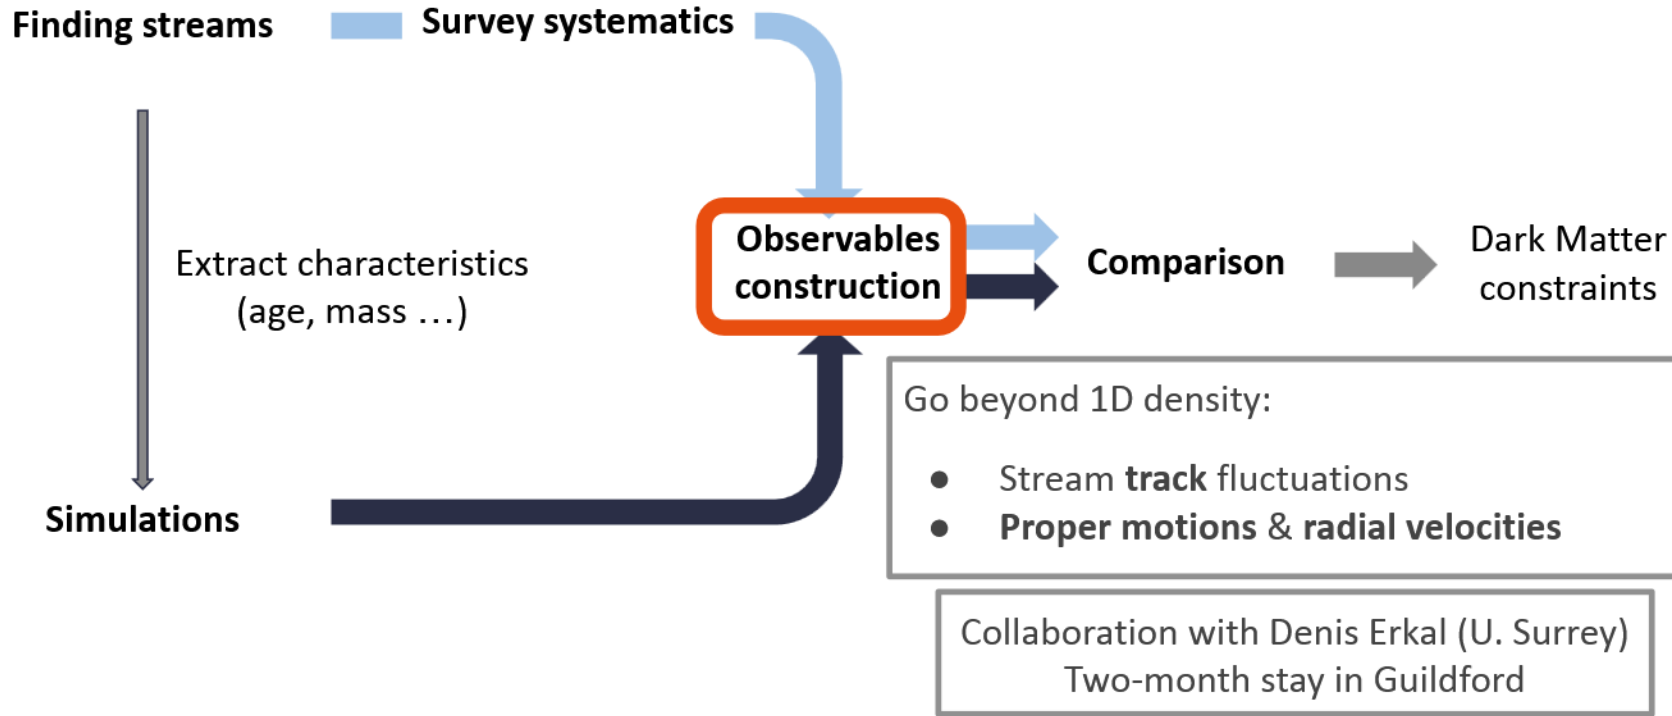 Finding streams
Survey systematics
Extract characteristics
(age, mass …)
Observables
construction
Comparison
Dark Matter
constraints
Simulations
Go beyond 1D density:
● Stream track fluctuations
● Proper motions & radial velocities
Collaboration with Denis Erkal (U. Surrey)
Two-month stay in Guildford